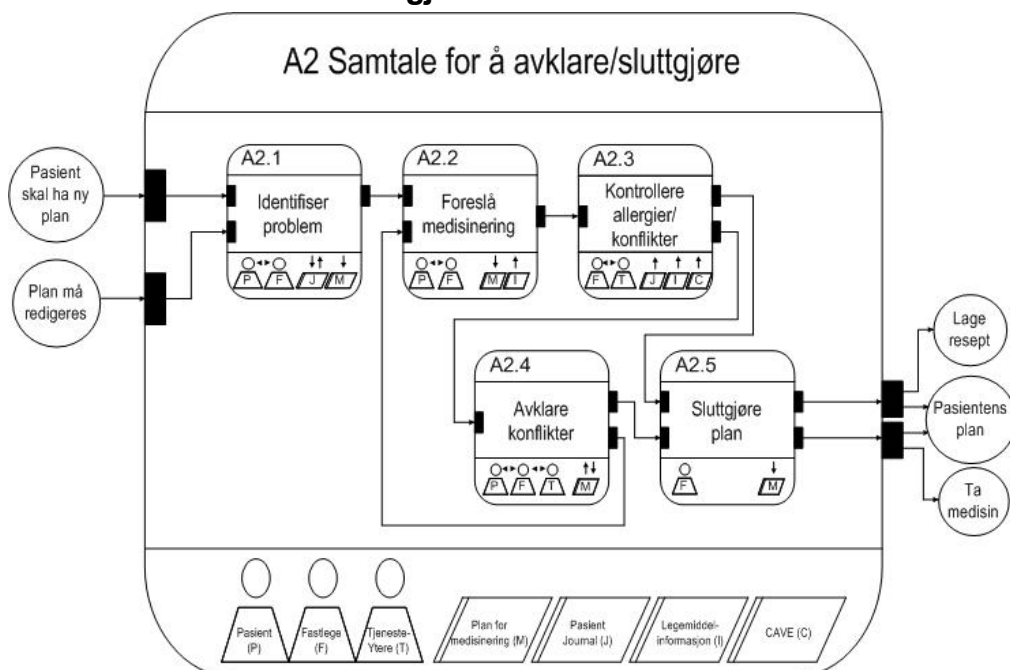 A2 Samtale for å avklare/sluttgjøre
Pasient
skal ha ny
plan
Plan må
redigeres
A2.1
Identifiser
problem
P
F
J
M
A2.2
Foreslå
medisinering
P
F
M
I
A2.3
Kontrollere
allergier/
konflikter
F
T
J
I
C
A2.4
Avklare
konflikter
P
F
T
M
A2.5
Sluttgjøre
plan
F
M
Lage
resept
Pasientens
plan
Ta
medisin
Pasient
(P)
Fastlege
(F)
Tjeneste-
Ytere (T)
Plan for
medisinering (M)
Pasient
Journal (J)
Legemiddel-
informasjon (I)
CAVE (C)